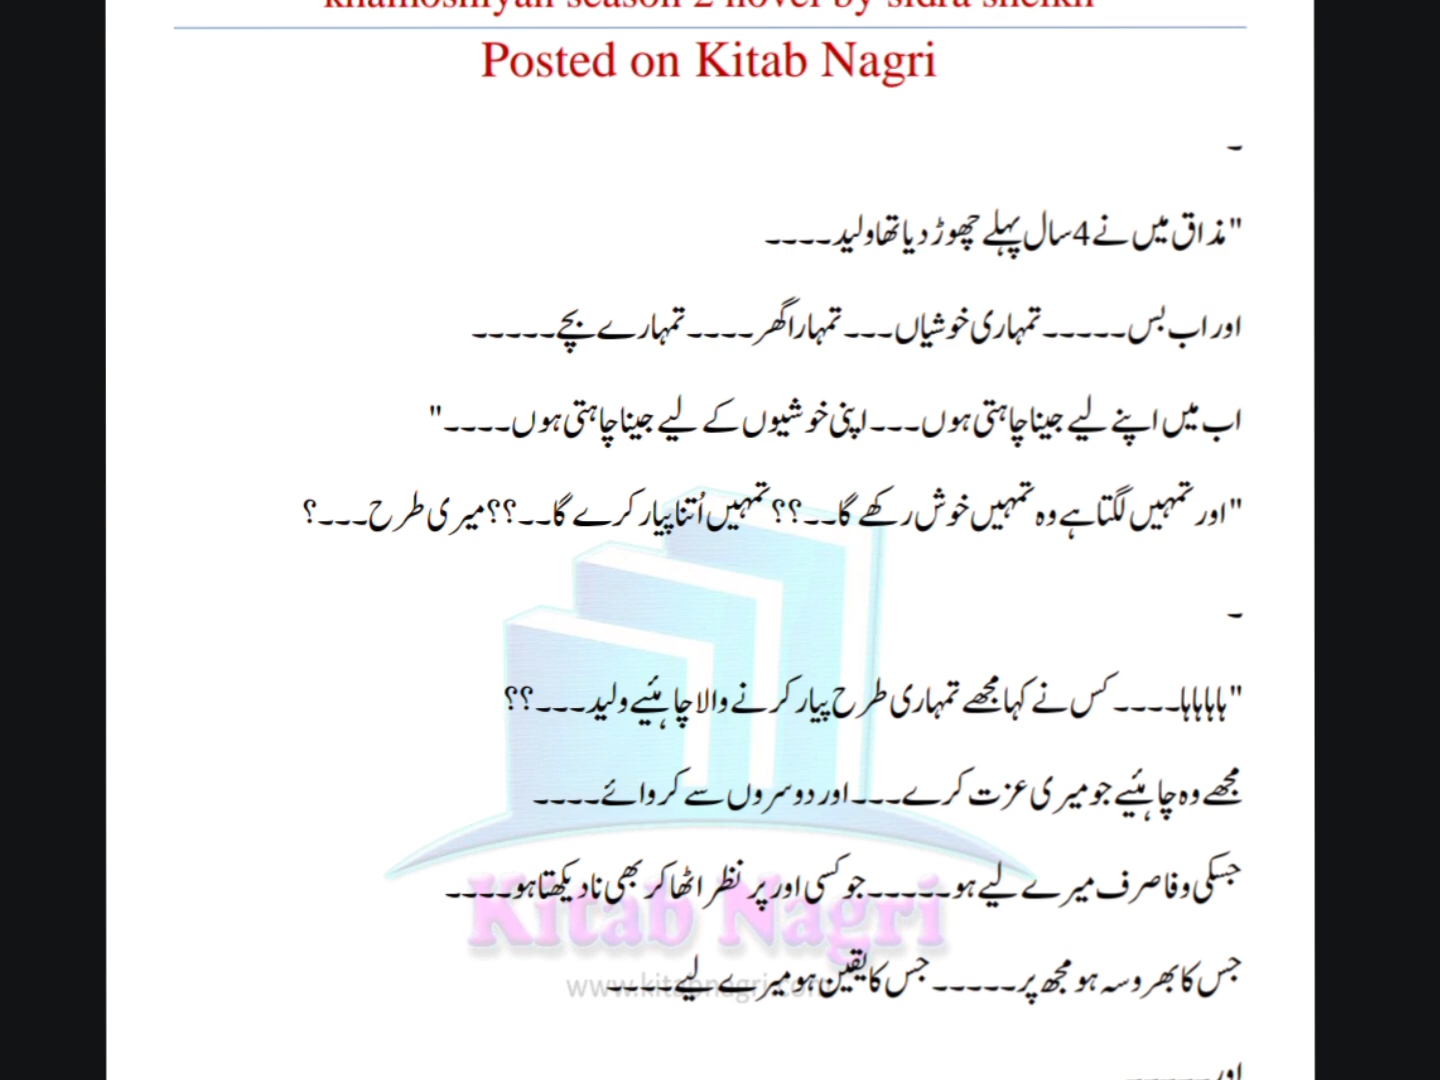 khamoshiyan season 2 novel by sidra sheikh
Posted on Kitab Nagri
۔
"مذاق میں نے 4 سال پہلے چھوڑ دیا تھا ولید۔۔۔۔
اور اب بس۔۔۔۔۔تمہاری خوشیاں۔۔۔تمہارا گھر۔۔۔۔تمہارے بچے۔۔۔۔۔
اب میں اپنے لیے جینا چاہتی ہوں۔۔۔اپنی خوشیوں کے لیے جینا چاہتی ہوں۔۔۔۔"
"اور تمہیں لگتا ہے وہ تمہیں خوش رکھے گا۔۔؟؟ تمہیں اُتنا پیار کرے گا۔۔؟؟ میری طرح۔۔۔؟
۔
"ہاہاہاہا۔۔۔۔کس نے کہا مجھے تمہاری طرح پیار کرنے والا چاہئیے ولید۔۔۔؟؟
مجھے وہ چاہئیے جو میری عزت کرے۔۔۔اور دوسروں سے کروائے۔۔۔۔
جسکی وفا صرف میرے لیے ہو۔۔۔۔۔جو کسی اور پر نظر اٹھا کر بھی نا دیکھتا ہو۔۔۔۔
Kitab Nagri
جس کا بھروسہ ہو مجھ پر۔۔۔۔۔جس کا یقین ہو میرے لیے۔۔۔۔
www.kitabnagri.com
اور۔۔۔۔۔